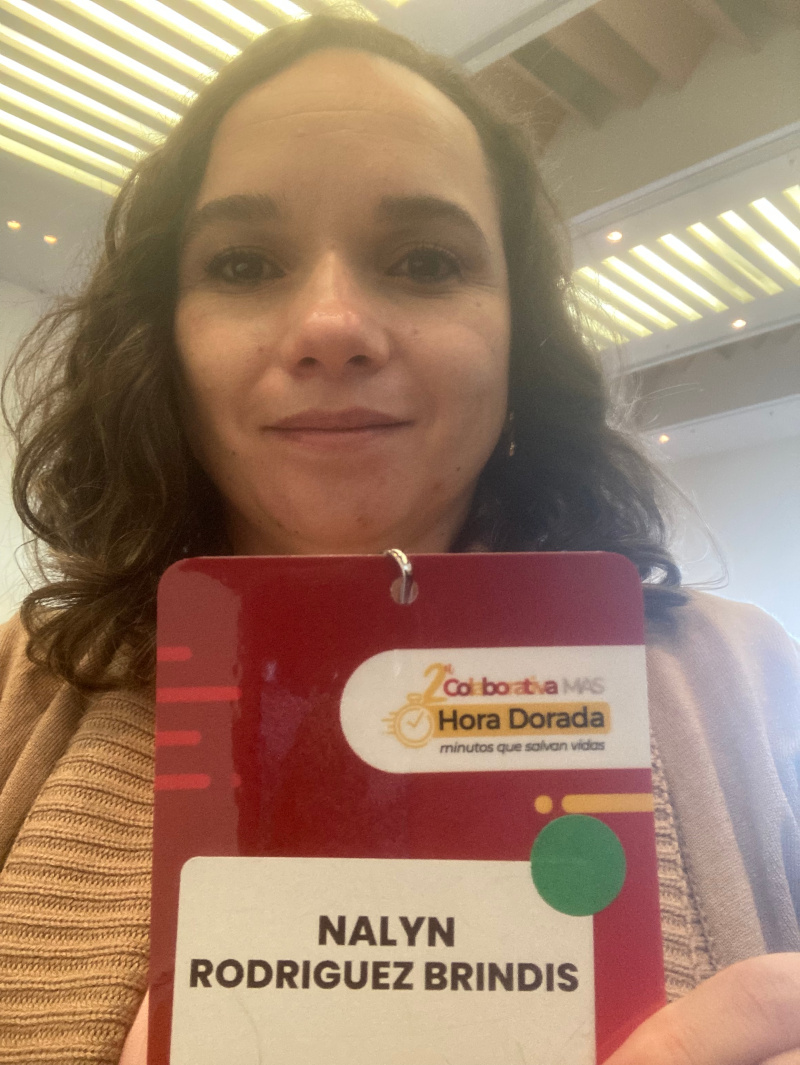 2ª Colaborativa MAS
Hora Dorada
minutos que salvan vidas
NALYN
RODRIGUEZ BRINDIS